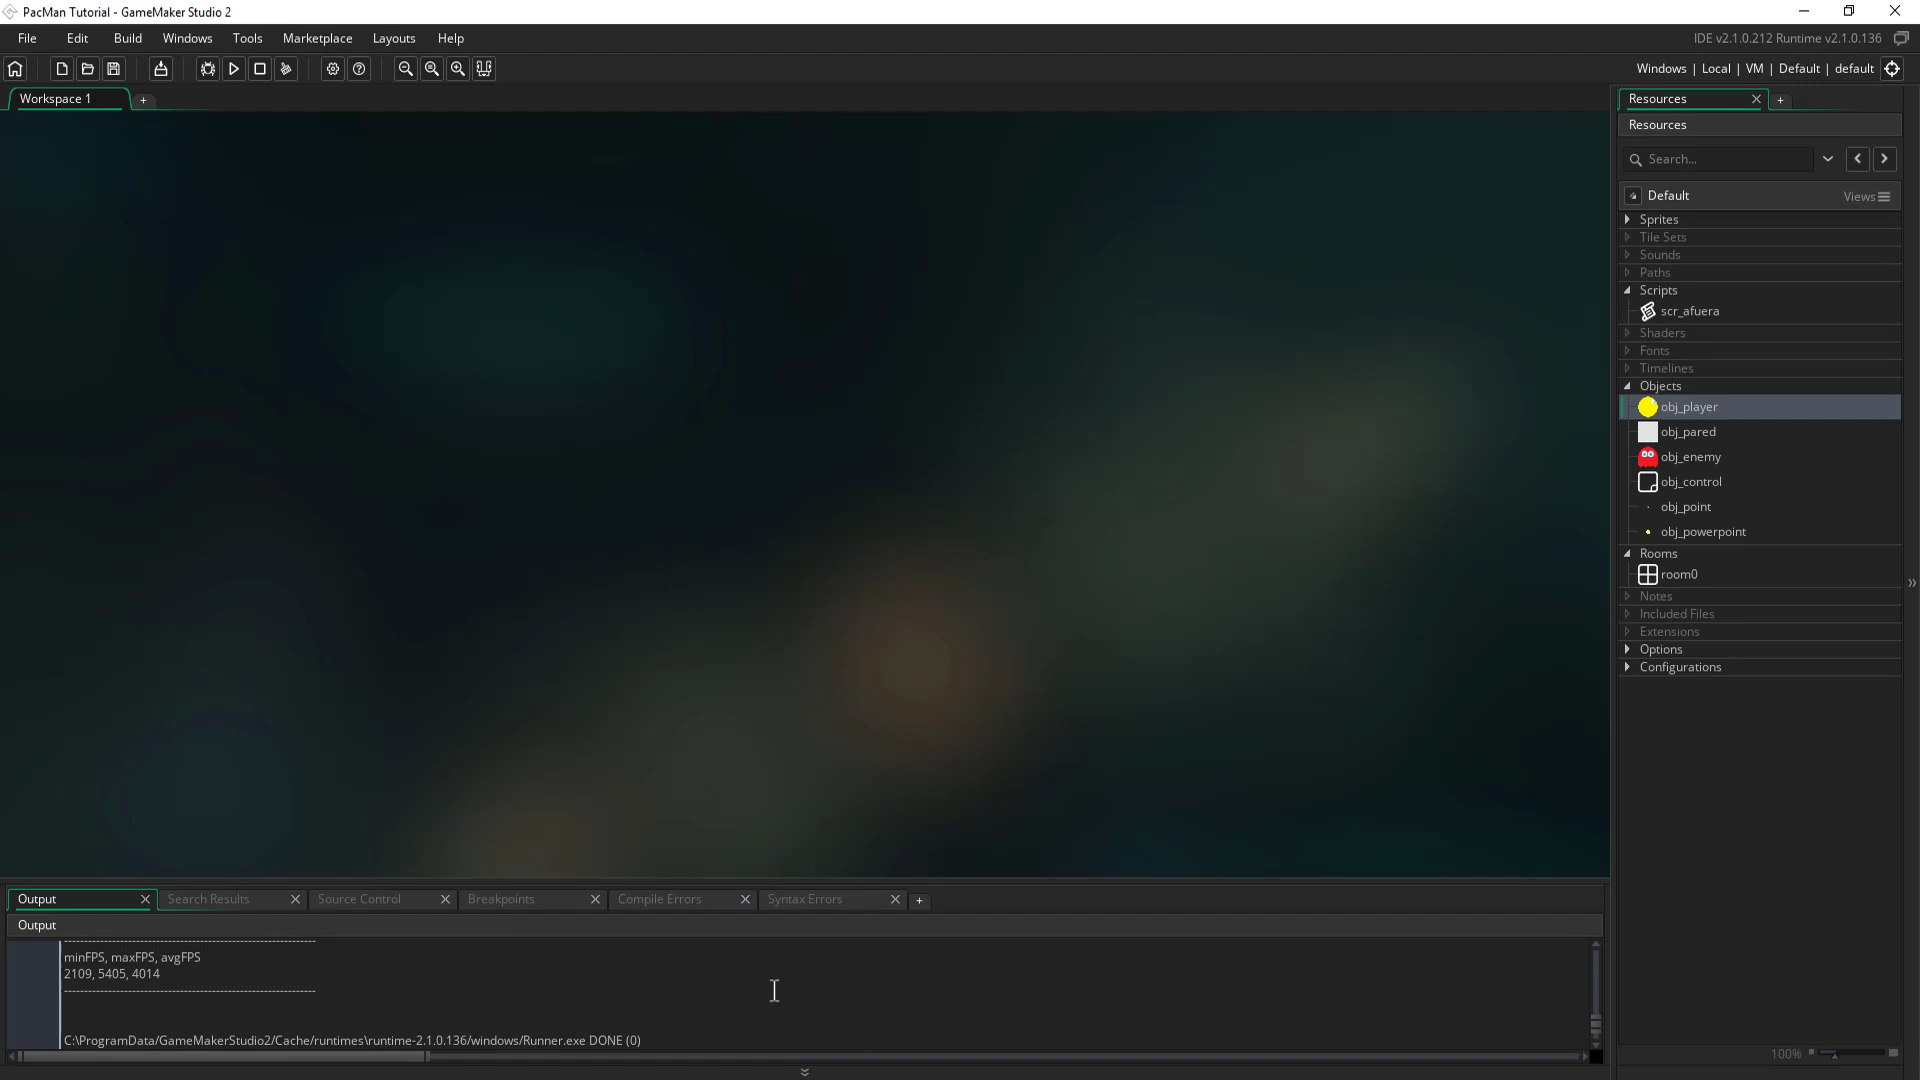 PacMan Tutorial - GameMaker Studio 2
File Edit Build Windows Tools Marketplace Layouts Help
IDE v2.1.0.212 Runtime v2.1.0.136
Windows | Local | VM | Default | default
Workspace 1 +
Resources +
Resources
Search...
Default Views
Sprites
Tile Sets
Sounds
Paths
Scripts
scr_afuera
Shaders
Fonts
Timelines
Objects
obj_player
obj_pared
obj_enemy
obj_control
obj_point
obj_powerpoint
Rooms
room0
Notes
Included Files
Extensions
Options
Configurations
Output Search Results Source Control Breakpoints Compile Errors Syntax Errors +
Output
----------------------------------------------------------------
minFPS, maxFPS, avgFPS
2109, 5405, 4014
----------------------------------------------------------------
C:\ProgramData/GameMakerStudio2/Cache/runtimes\runtime-2.1.0.136/windows/Runner.exe DONE (0)
100%